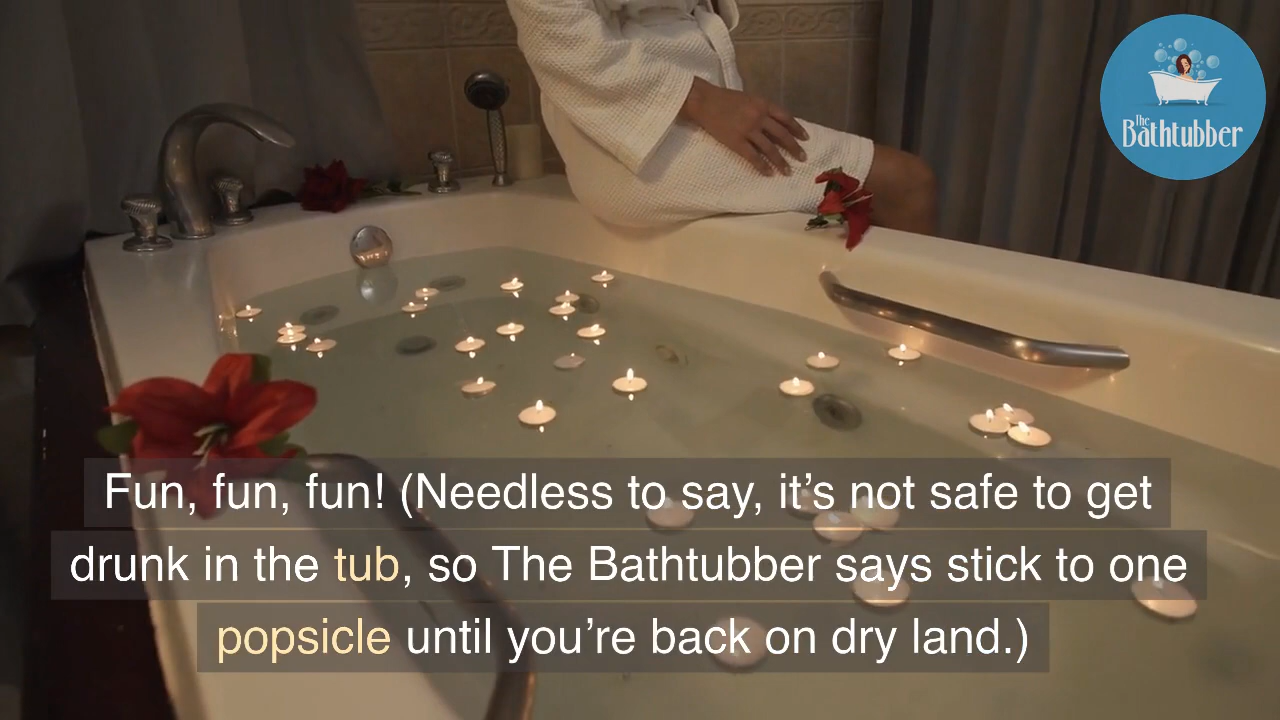 The
Bathtubber
Fun, fun, fun! (Needless to say, it’s not safe to get
drunk in the tub, so The Bathtubber says stick to one
popsicle until you’re back on dry land.)